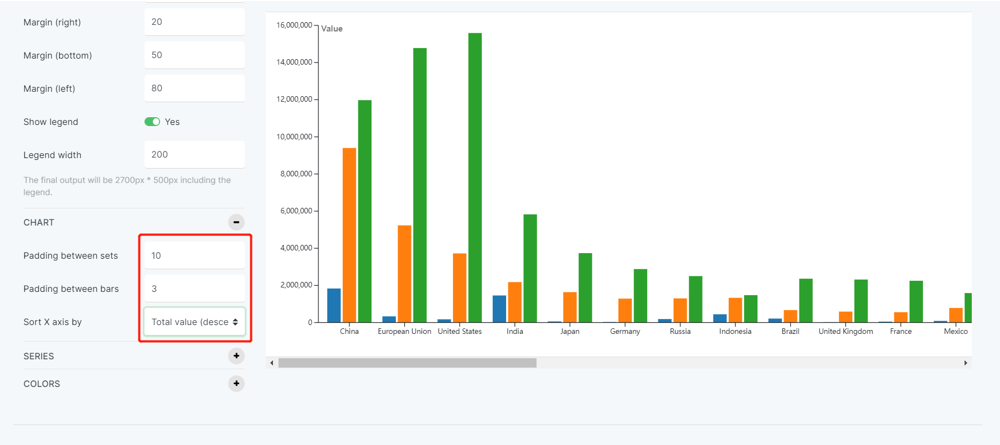 Margin (right) 20
Margin (bottom) 50
Margin (left) 80
Show legend Yes
Legend width 200
The final output will be 2700px * 500px including the
legend.
CHART
Padding between sets 10
Padding between bars 3
Sort X axis by Total value (desce
SERIES
COLORS
Value
16,000,000
14,000,000
12,000,000
10,000,000
8,000,000
6,000,000
4,000,000
2,000,000
0
China European Union United States India Japan Germany Russia Indonesia Brazil United Kingdom France Mexico